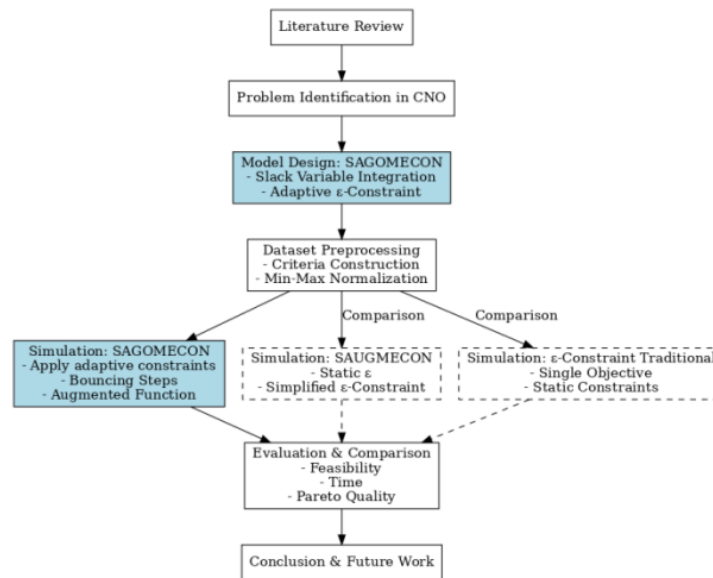 Literature Review
Problem Identification in CNO
Model Design: SAGOMECON
- Slack Variable Integration
- Adaptive ε-Constraint
Dataset Preprocessing
- Criteria Construction
- Min-Max Normalization
Comparison
Comparison
Simulation: SAGOMECON
- Apply adaptive constraints
- Bouncing Steps
- Augmented Function
Simulation: SAUGMECON
- Static ε
- Simplified ε-Constraint
Simulation: ε-Constraint Traditional
- Single Objective
- Static Constraints
Evaluation & Comparison
- Feasibility
- Time
- Pareto Quality
Conclusion & Future Work